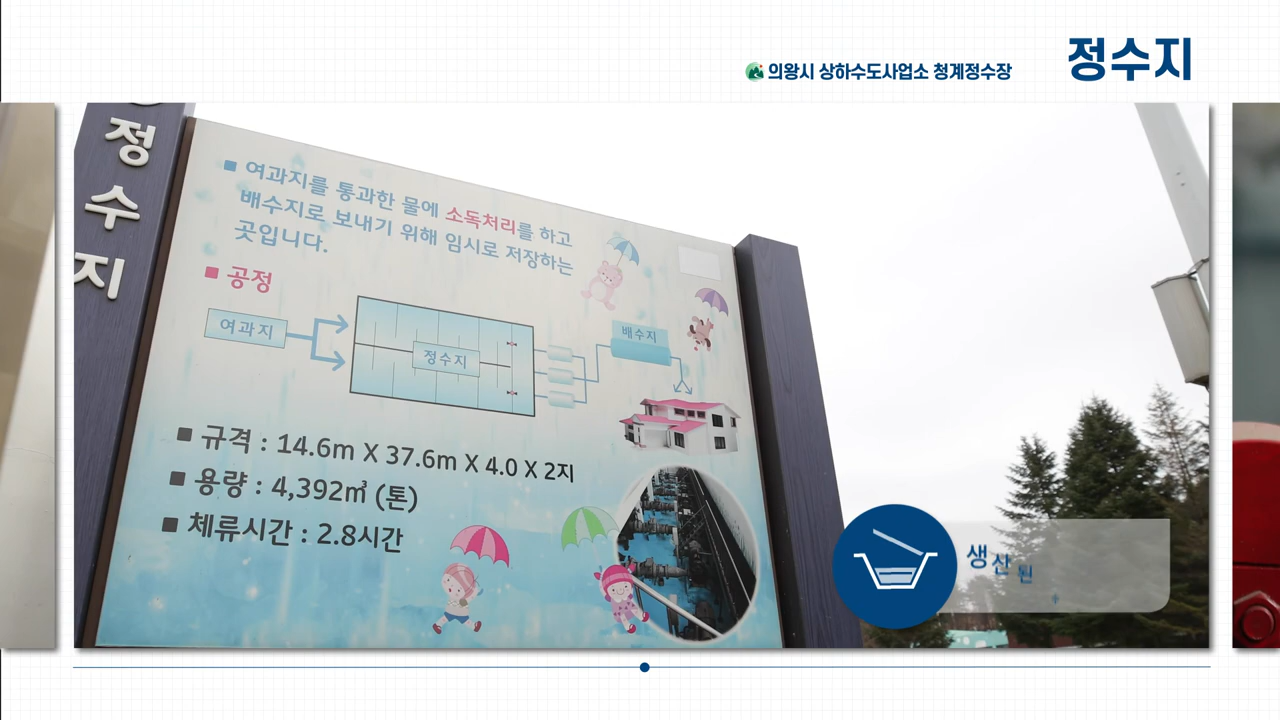 의왕시 상하수도사업소 청계정수장
정수지
정
수
지
■ 여과지를 통과한 물에 소독처리를 하고
배수지로 보내기 위해 임시로 저장하는
곳입니다.
■ 공정
여과지
정수지
배수지
■ 규격 : 14.6m X 37.6m X 4.0 X 2지
■ 용량 : 4,392㎥ (톤)
■ 체류시간 : 2.8시간
생산된